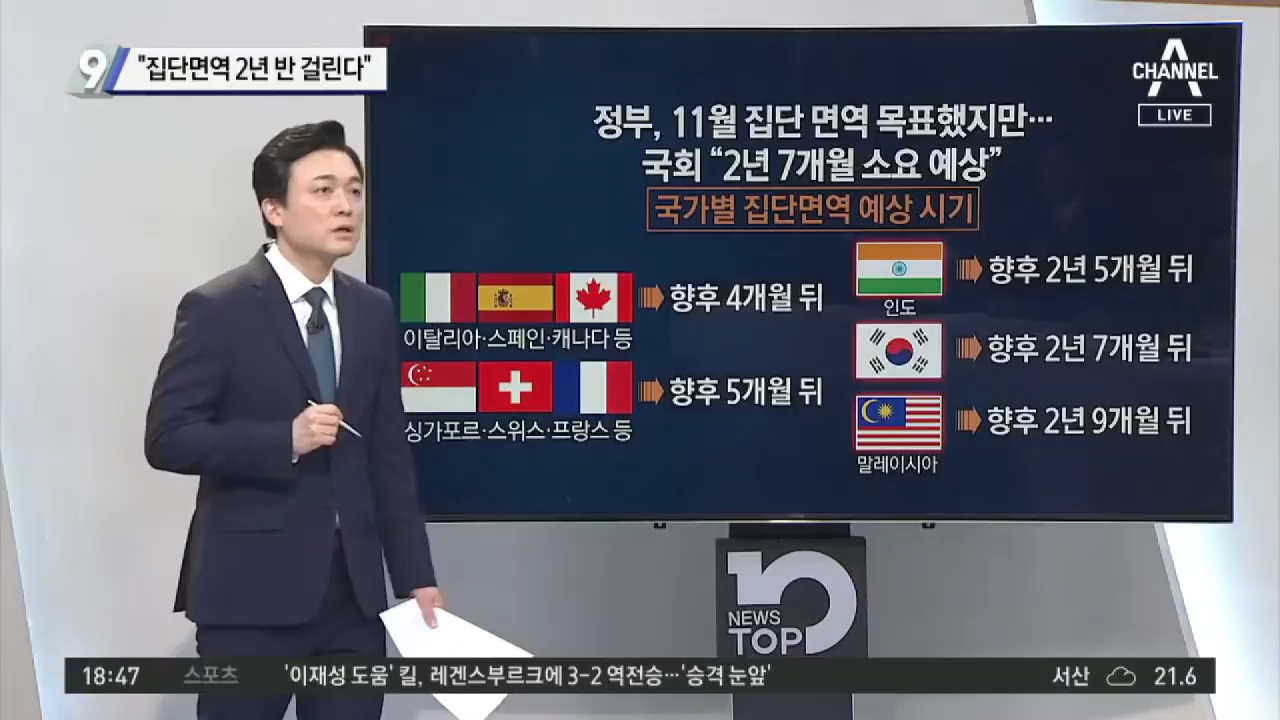 9
"집단면역 2년 반 걸린다"
CHANNEL A
LIVE
정부, 11월 집단 면역 목표했지만…
국회 “2년 7개월 소요 예상”
국가별 집단면역 예상 시기
이탈리아·스페인·캐나다 등
향후 4개월 뒤
싱가포르·스위스·프랑스 등
향후 5개월 뒤
인도
향후 2년 5개월 뒤
향후 2년 7개월 뒤
말레이시아
향후 2년 9개월 뒤
NEWS
TOP
10
18:47 스포츠 '이재성 도움' 킬, 레겐스부르크에 3-2 역전승…'승격 눈앞' 서산 21.6